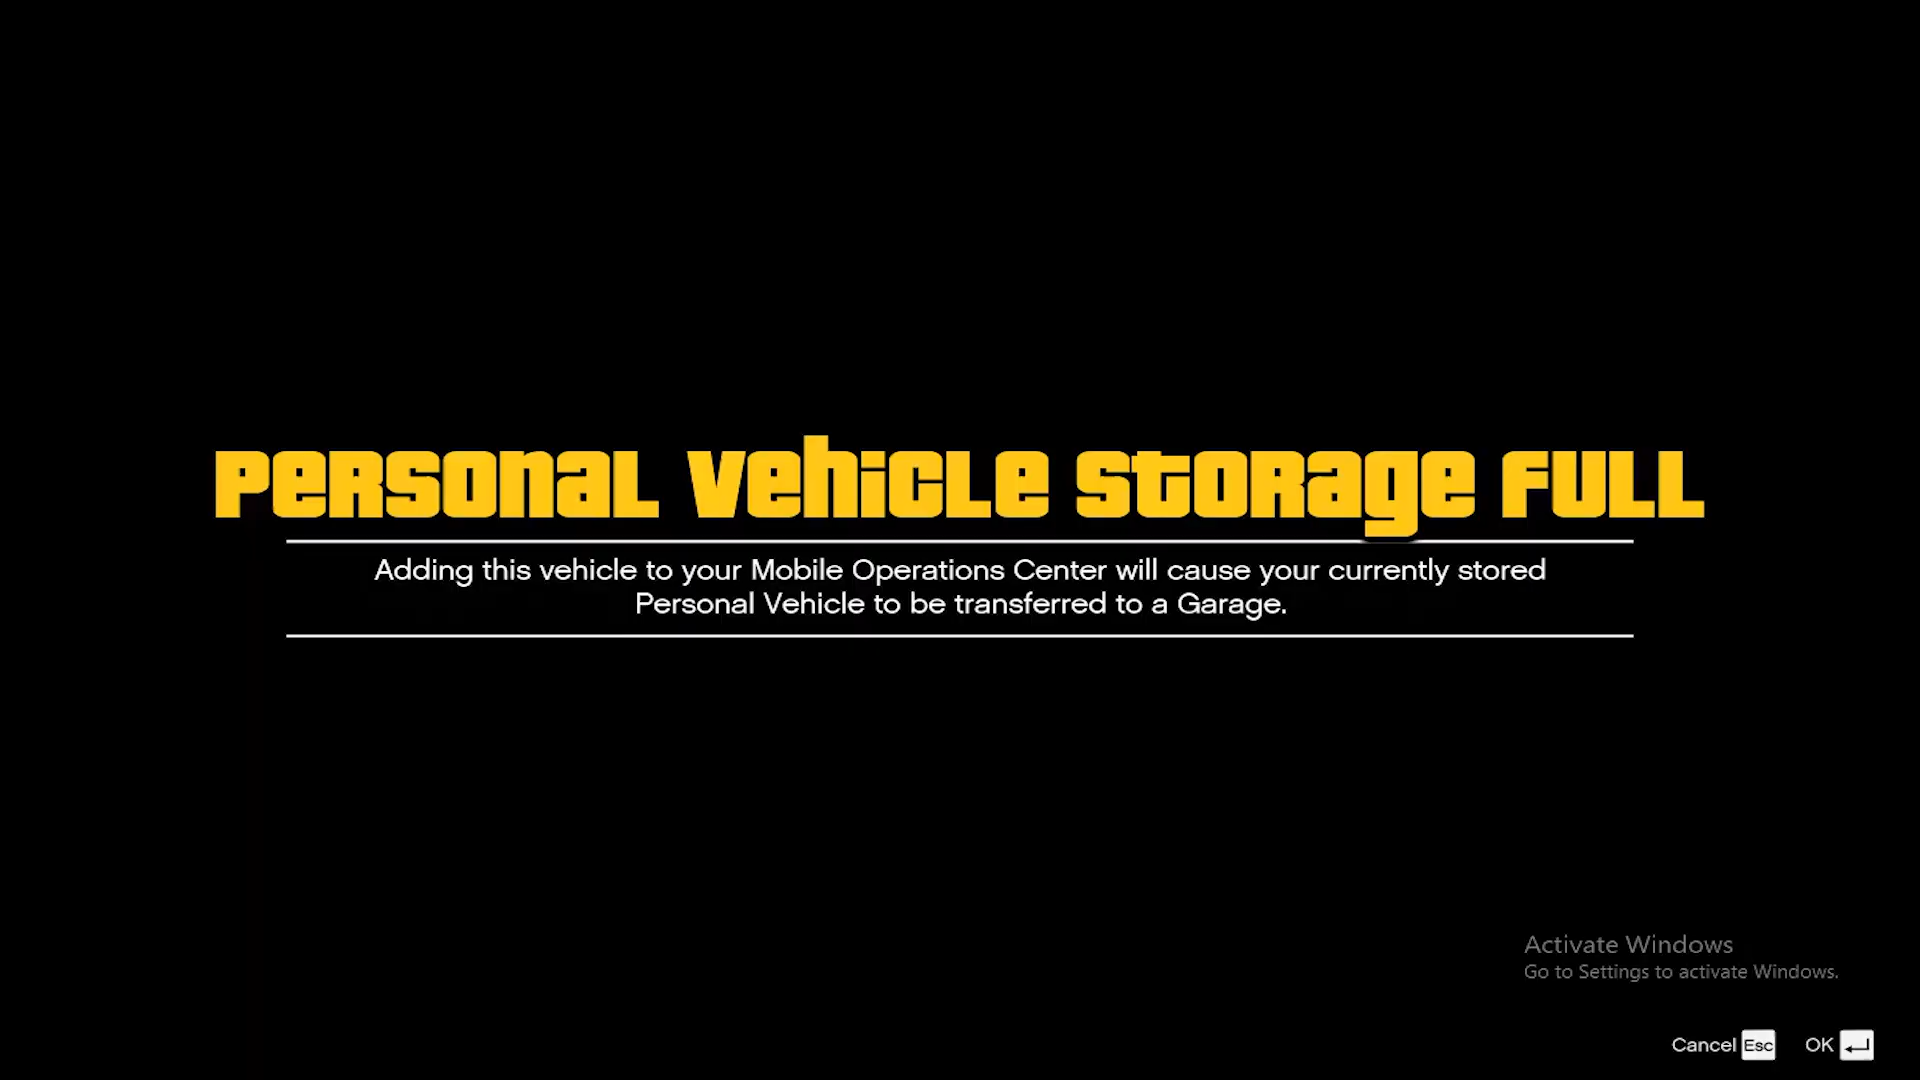 Personal Vehicle Storage Full
Adding this vehicle to your Mobile Operations Center will cause your currently stored
Personal Vehicle to be transferred to a Garage.
Activate Windows
Go to Settings to activate Windows.
Cancel Esc OK